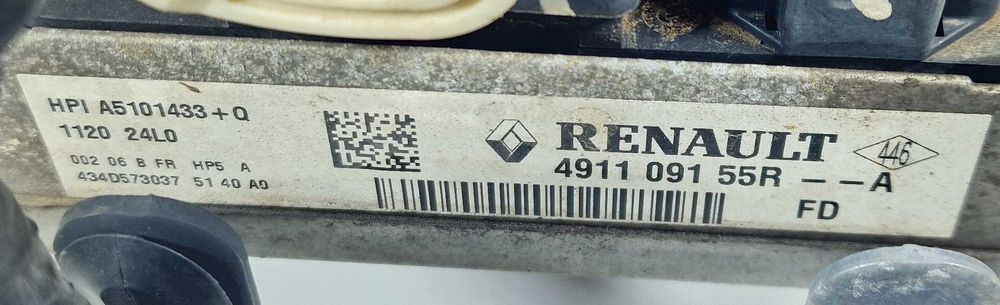 HPI A5101433+Q
1120 24L0
002 06 B FR HP5 A
434D573037 51 40 A0
RENAULT
446
4911 091 55R -- A
FD